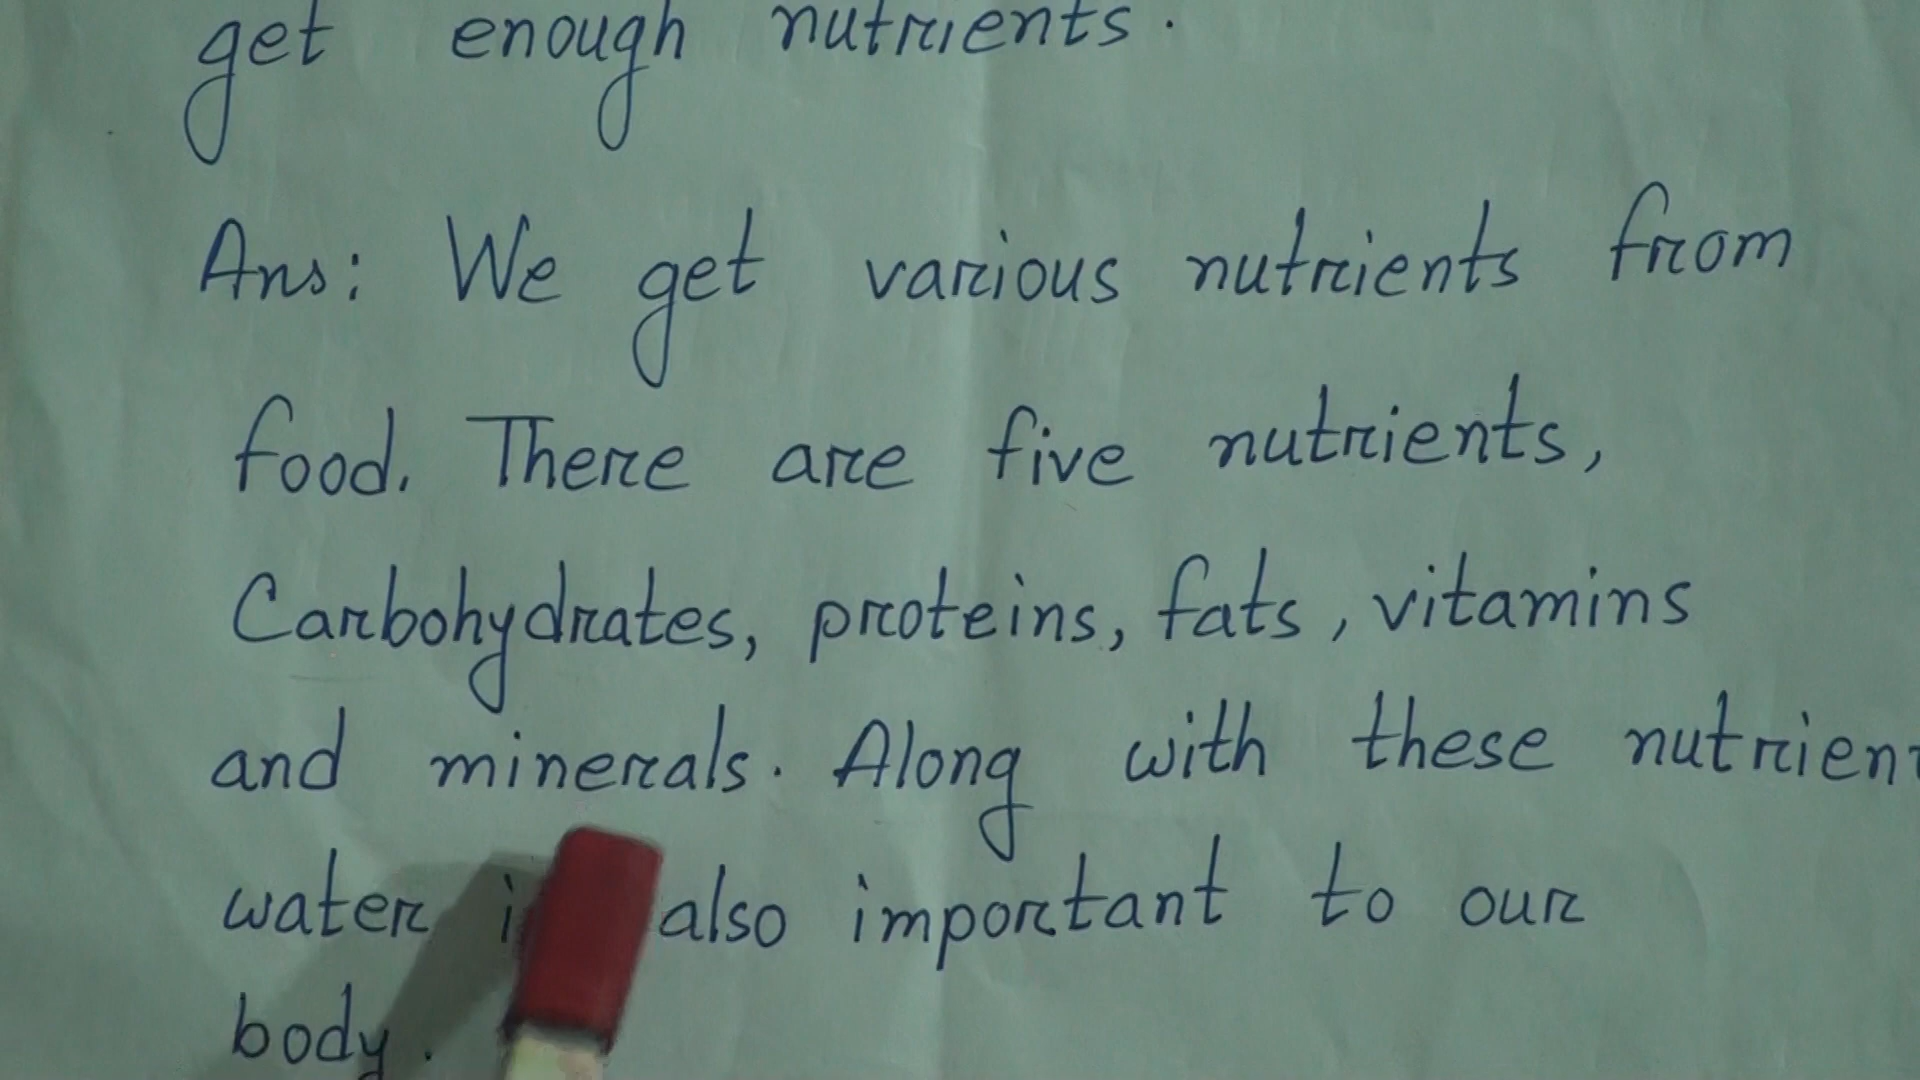 get enough nutrients.
Ans: We get various nutrients from
food. There are five nutrients,
Carbohydrates, proteins, fats, vitamins
and minerals. Along with these nutrient
water also important to our
body.